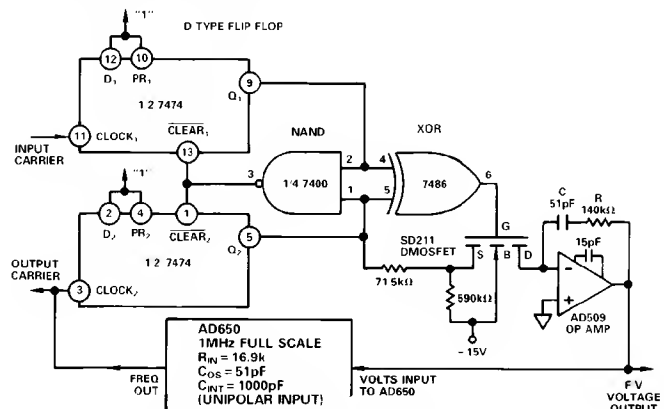 "1"
D TYPE FLIP FLOP
12
10
D1
PR1
9
Q1
1 2 7474
11
CLOCK1
CLEAR1
INPUT CARRIER
13
NAND
XOR
3
2
1
1/4 7400
4
5
7486
6
"1"
2
4
1
D2
PR2
CLEAR2
5
Q2
1 2 7474
OUTPUT CARRIER
3
CLOCK2
SD211
DMOSFET
G
S
B
D
71 5kΩ
590kΩ
-15V
C
51pF
R
140kΩ
15pF
-
+
AD509
OP AMP
AD650
1MHz FULL SCALE
RIN = 16.9k
COS = 51pF
CINT = 1000pF
(UNIPOLAR INPUT)
FREQ OUT
VOLTS INPUT TO AD650
F V
VOLTAGE
OUTPUT